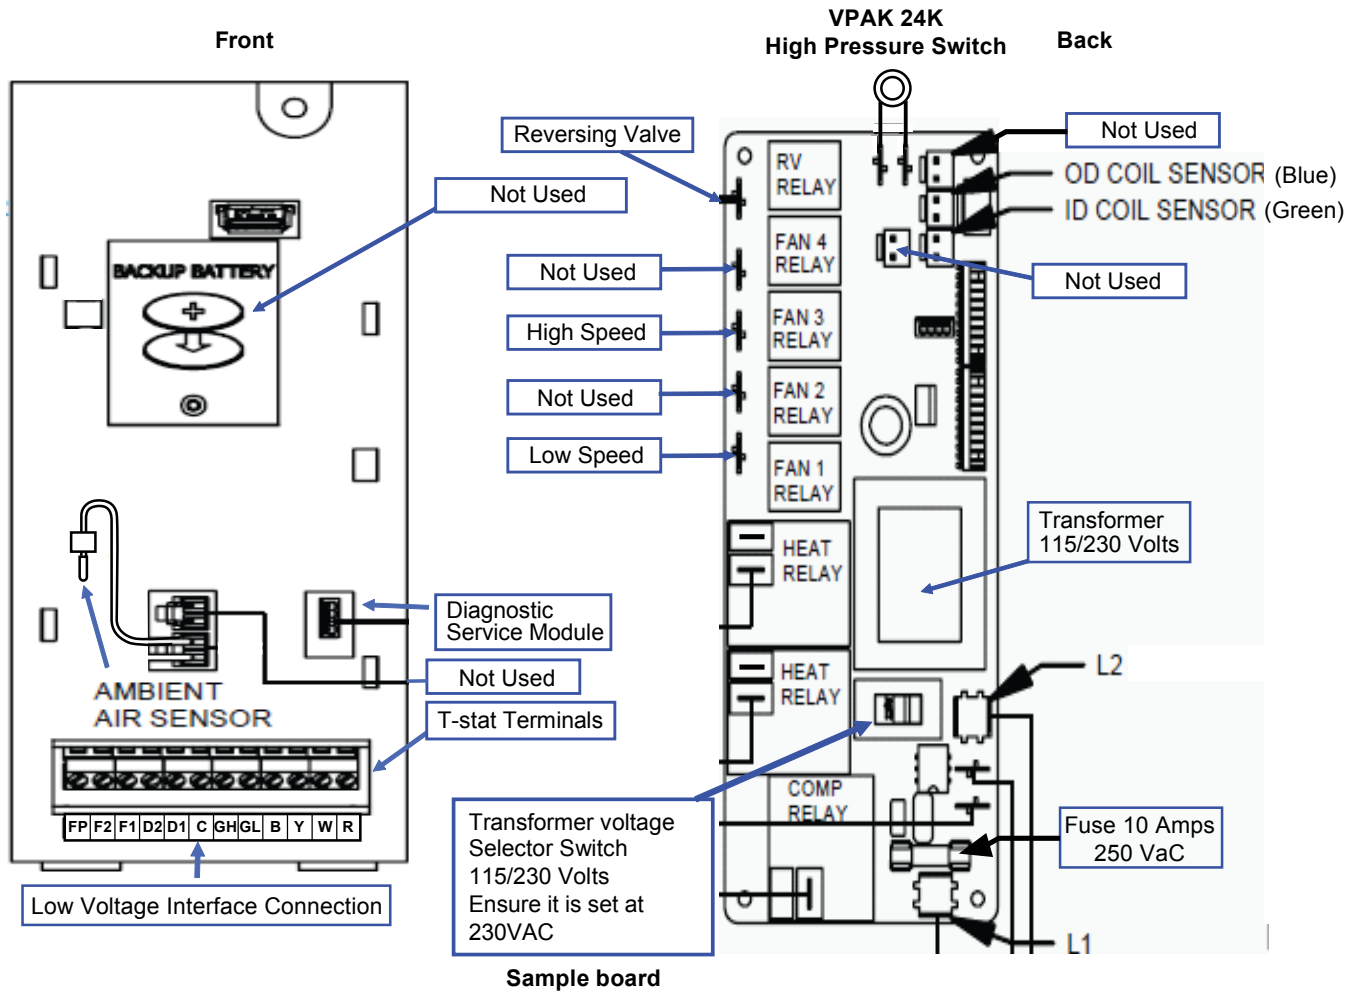 VPAK 24K
High Pressure Switch
Front
Back
Reversing Valve
Not Used
Not Used
OD COIL SENSOR (Blue)
ID COIL SENSOR (Green)
Not Used
Not Used
High Speed
Not Used
Low Speed
BACKUP BATTERY
+
RV
RELAY
FAN 4
RELAY
FAN 3
RELAY
FAN 2
RELAY
FAN 1
RELAY
HEAT
RELAY
HEAT
RELAY
COMP
RELAY
Transformer
115/230 Volts
Diagnostic
Service Module
Not Used
T-stat Terminals
AMBIENT
AIR SENSOR
L2
FP F2 F1 D2 D1 C GH GL B Y W R
Transformer voltage
Selector Switch
115/230 Volts
Ensure it is set at
230VAC
Fuse 10 Amps
250 VaC
Low Voltage Interface Connection
L1
Sample board